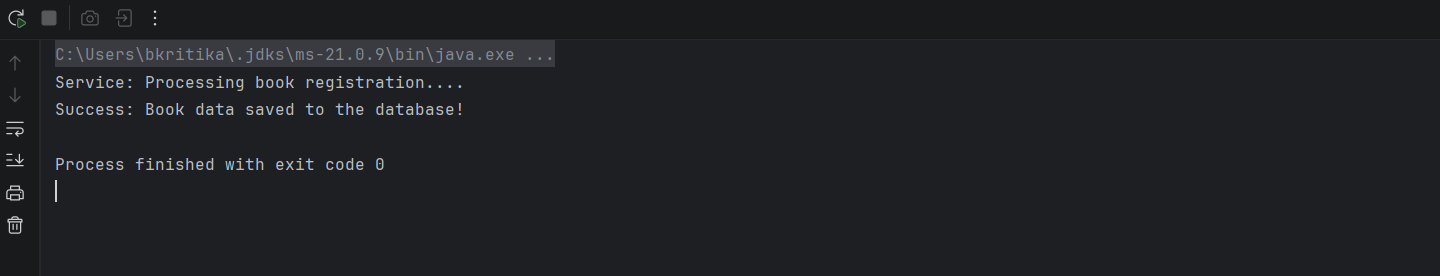 C:\Users\bkritika\.jdks\ms-21.0.9\bin\java.exe ...
Service: Processing book registration....
Success: Book data saved to the database!
Process finished with exit code 0